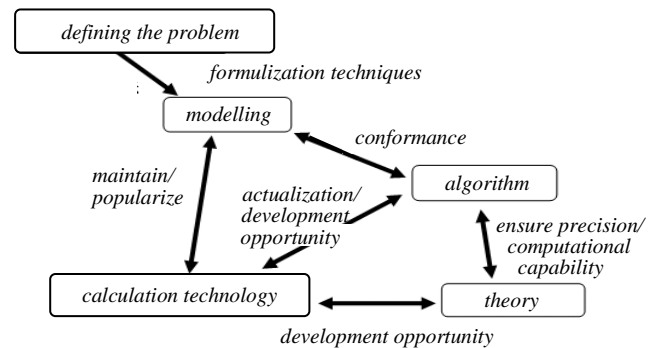 defining the problem
formulization techniques
modelling
conformance
maintain/
popularize
algorithm
actualization/
development
opportunity
ensure precision/
computational
capability
calculation technology
theory
development opportunity